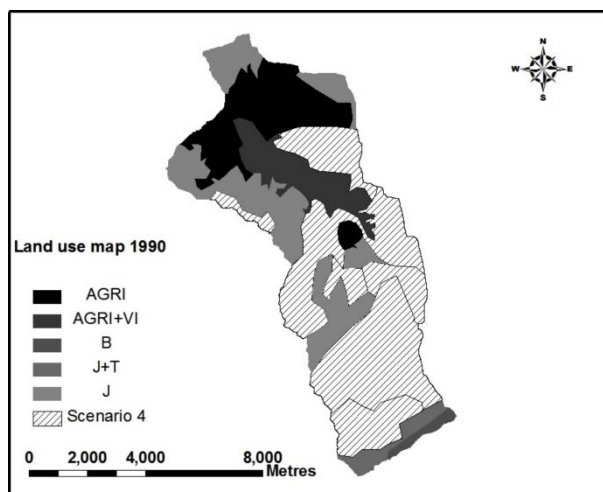 N
W E
S
Land use map 1990
AGRI
AGRI+VI
B
J+T
J
Scenario 4
0 2,000 4,000 8,000
Metres